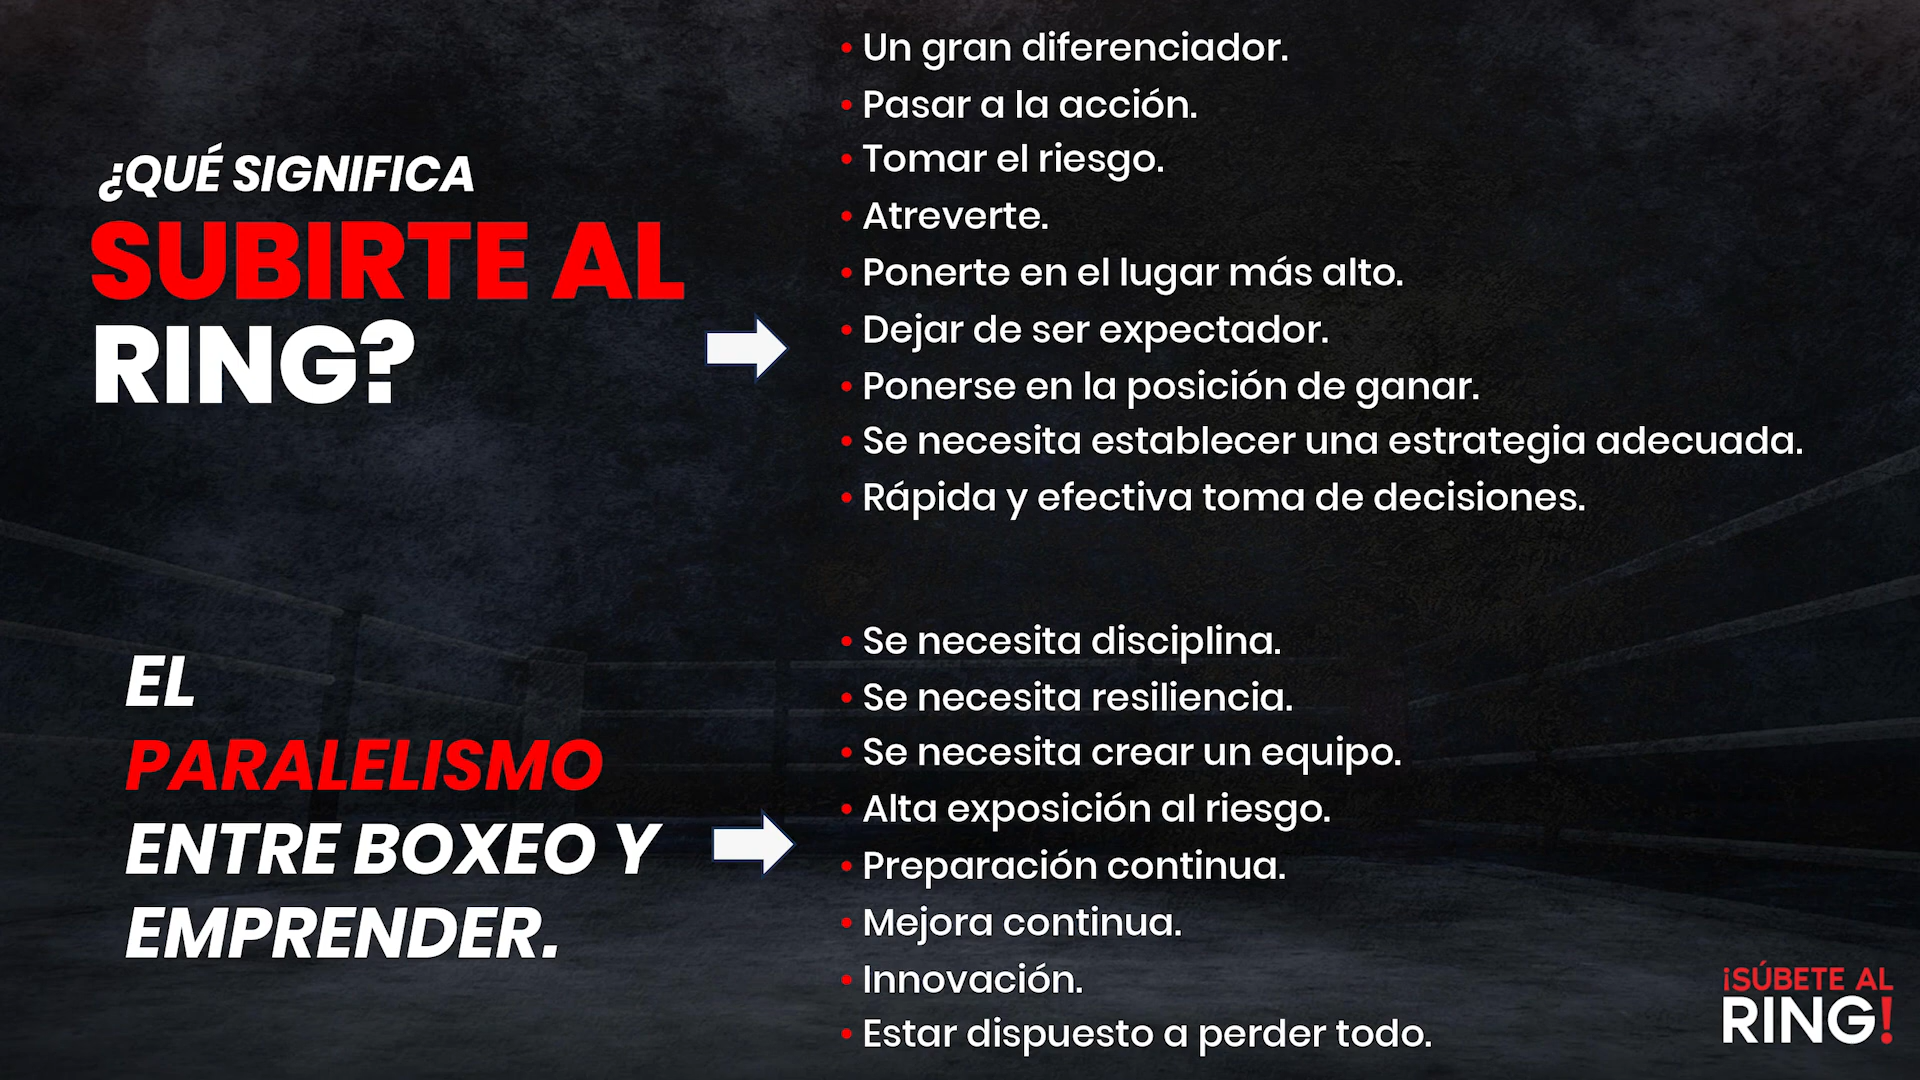 ¿QUÉ SIGNIFICA
SUBIRTE AL
RING?
• Un gran diferenciador.
• Pasar a la acción.
• Tomar el riesgo.
• Atreverte.
• Ponerte en el lugar más alto.
• Dejar de ser expectador.
• Ponerse en la posición de ganar.
• Se necesita establecer una estrategia adecuada.
• Rápida y efectiva toma de decisiones.
EL
PARALELISMO
ENTRE BOXEO Y
EMPRENDER.
• Se necesita disciplina.
• Se necesita resiliencia.
• Se necesita crear un equipo.
• Alta exposición al riesgo.
• Preparación continua.
• Mejora continua.
• Innovación.
• Estar dispuesto a perder todo.
¡SÚBETE AL
RING!